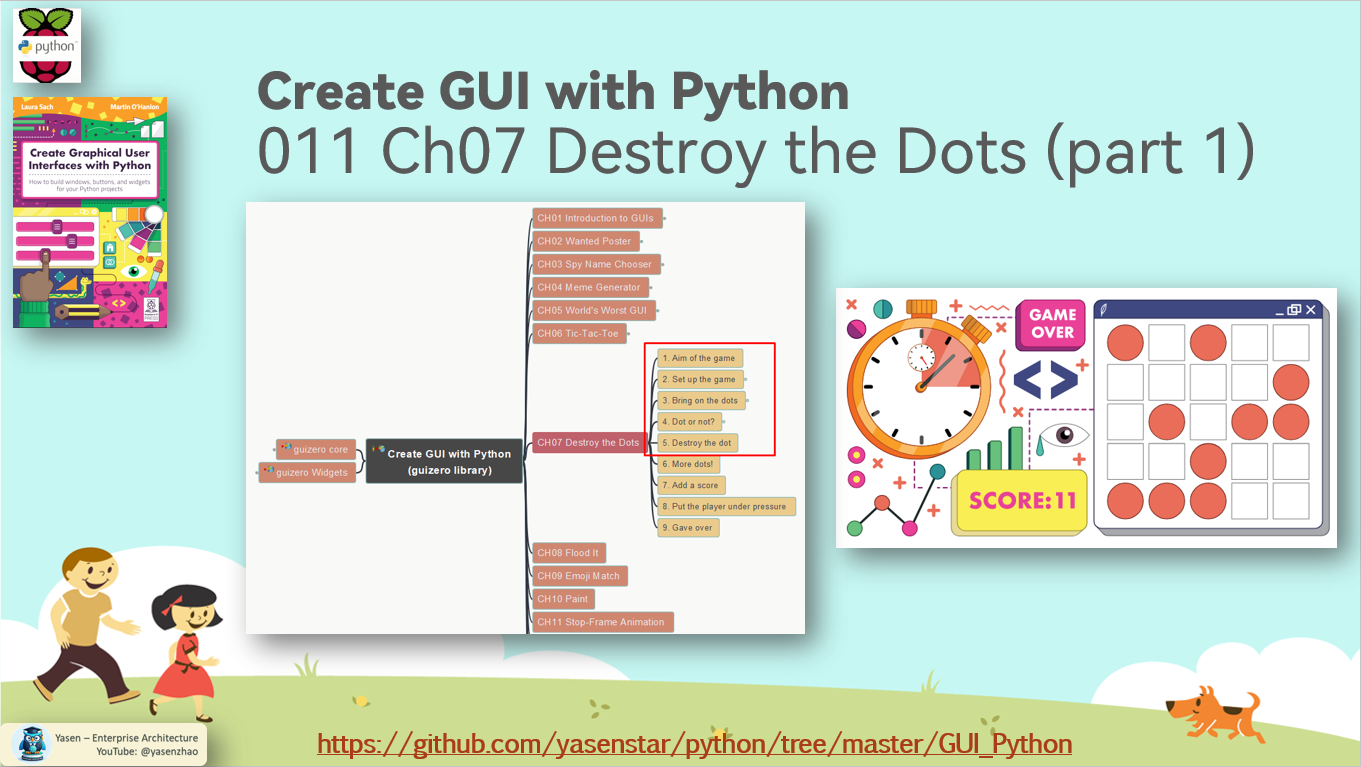 python
Create GUI with Python
011 Ch07 Destroy the Dots (part 1)
Laura Sach
Martin O'Hanlon
Create Graphical User
Interfaces with Python
How to build windows, buttons, and widgets
for your Python projects
CH01 Introduction to GUIs
CH02 Wanted Poster
CH03 Spy Name Chooser
CH04 Meme Generator
CH05 World's Worst GUI
CH06 Tic-Tac-Toe
1. Aim of the game
2. Set up the game
3. Bring on the dots
4. Dot or not?
CH07 Destroy the Dots
5. Destroy the dot
guizero core
Create GUI with Python
(guizero library)
guizero Widgets
6. More dots!
7. Add a score
8. Put the player under pressure
9. Gave over
CH08 Flood It
CH09 Emoji Match
CH10 Paint
CH11 Stop-Frame Animation
GAME
OVER
SCORE:11
Yasen – Enterprise Architecture
YouTube: @yasenzhao
https://github.com/yasenstar/python/tree/master/GUI_Python